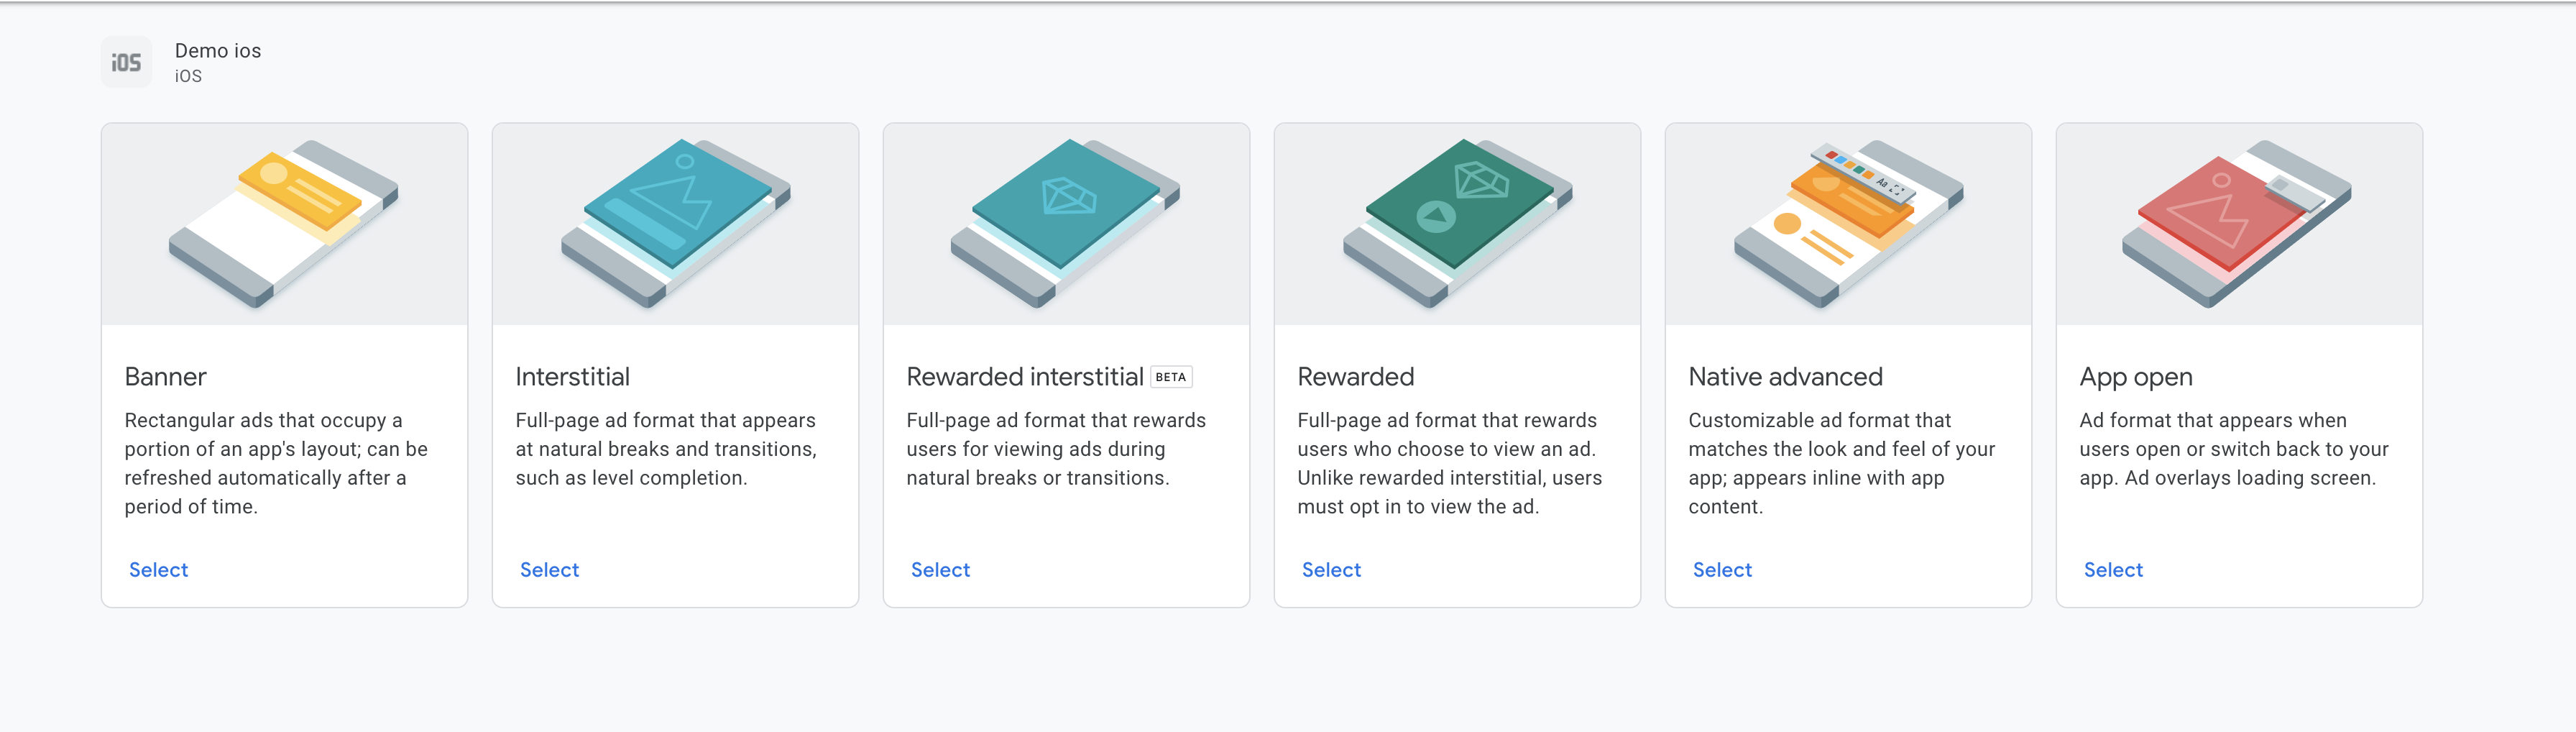 iOS
Demo ios
iOS
Aa
Banner
Rectangular ads that occupy a
portion of an app's layout; can be
refreshed automatically after a
period of time.
Select
Interstitial
Full-page ad format that appears
at natural breaks and transitions,
such as level completion.
Select
Rewarded interstitial BETA
Full-page ad format that rewards
users for viewing ads during
natural breaks or transitions.
Select
Rewarded
Full-page ad format that rewards
users who choose to view an ad.
Unlike rewarded interstitial, users
must opt in to view the ad.
Select
Native advanced
Customizable ad format that
matches the look and feel of your
app; appears inline with app
content.
Select
App open
Ad format that appears when
users open or switch back to your
app. Ad overlays loading screen.
Select